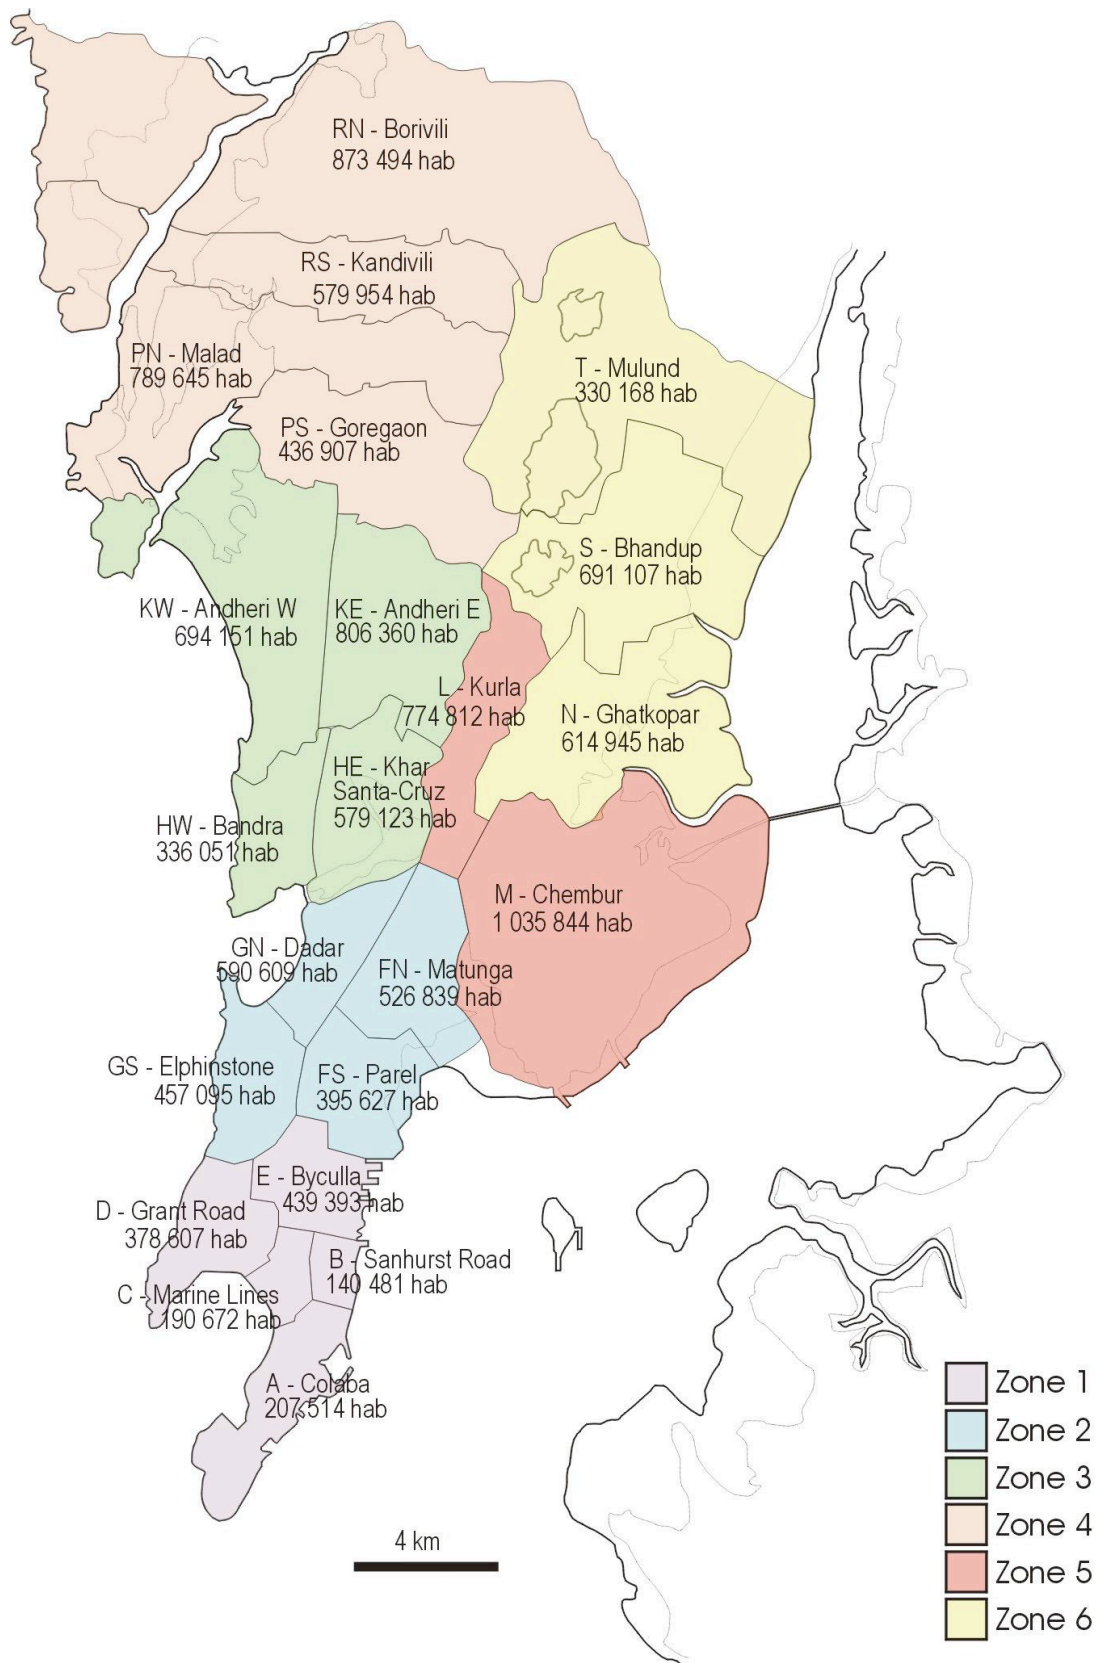 RN - Borivili
873 494 hab
RS - Kandivili
579 954 hab
PN - Malad
789 645 hab
T - Mulund
330 168 hab
PS - Goregaon
436 907 hab
S - Bhandup
691 107 hab
KW - Andheri W
694 151 hab
KE - Andheri E
806 360 hab
L - Kurla
774 812 hab
N - Ghatkopar
614 945 hab
HE - Khar
Santa-Cruz
579 123 hab
HW - Bandra
336 051 hab
M - Chembur
1 035 844 hab
GN - Dadar
590 609 hab
FN - Matunga
526 839 hab
GS - Elphinstone
457 095 hab
FS - Parel
395 627 hab
E - Byculla
439 393 hab
D - Grant Road
378 607 hab
B - Sanhurst Road
140 481 hab
C - Marine Lines
190 672 hab
A - Colaba
207 514 hab
4 km
Zone 1
Zone 2
Zone 3
Zone 4
Zone 5
Zone 6